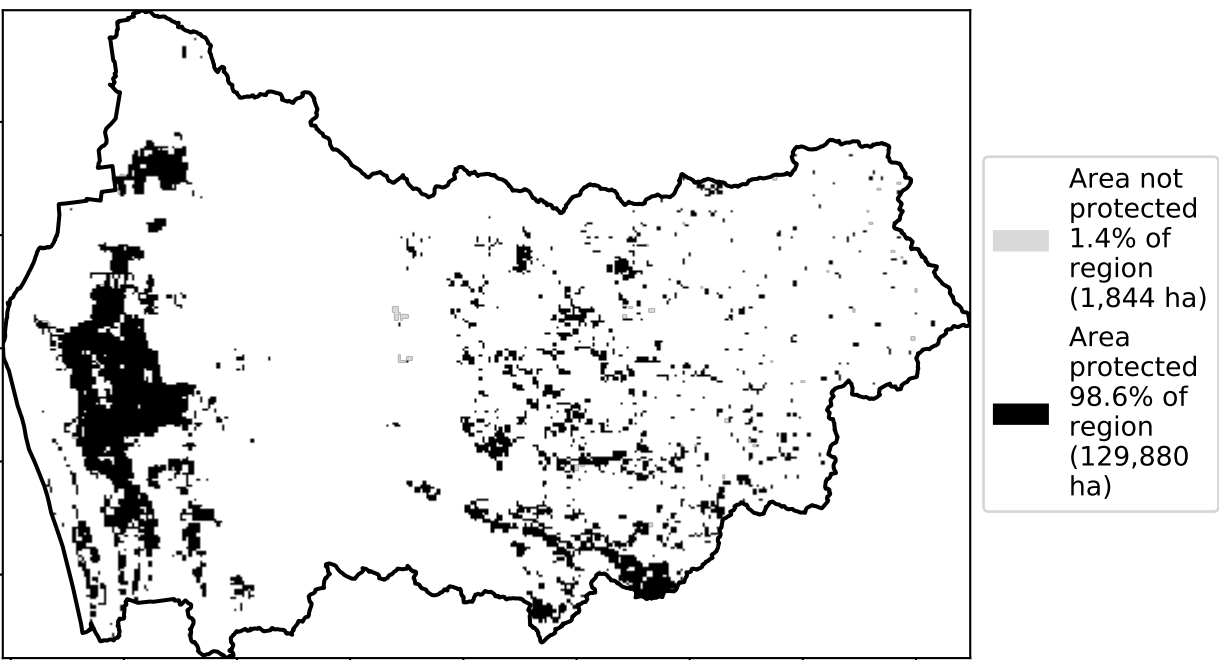 Area not
protected
1.4% of
region
(1,844 ha)
Area
protected
98.6% of
region
(129,880
ha)